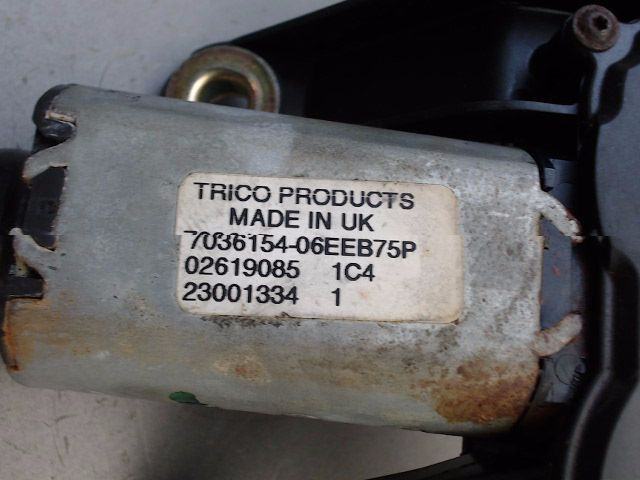 TRICO PRODUCTS
MADE IN UK
7036154-06EEB75P
02619085 1C4
23001334 1